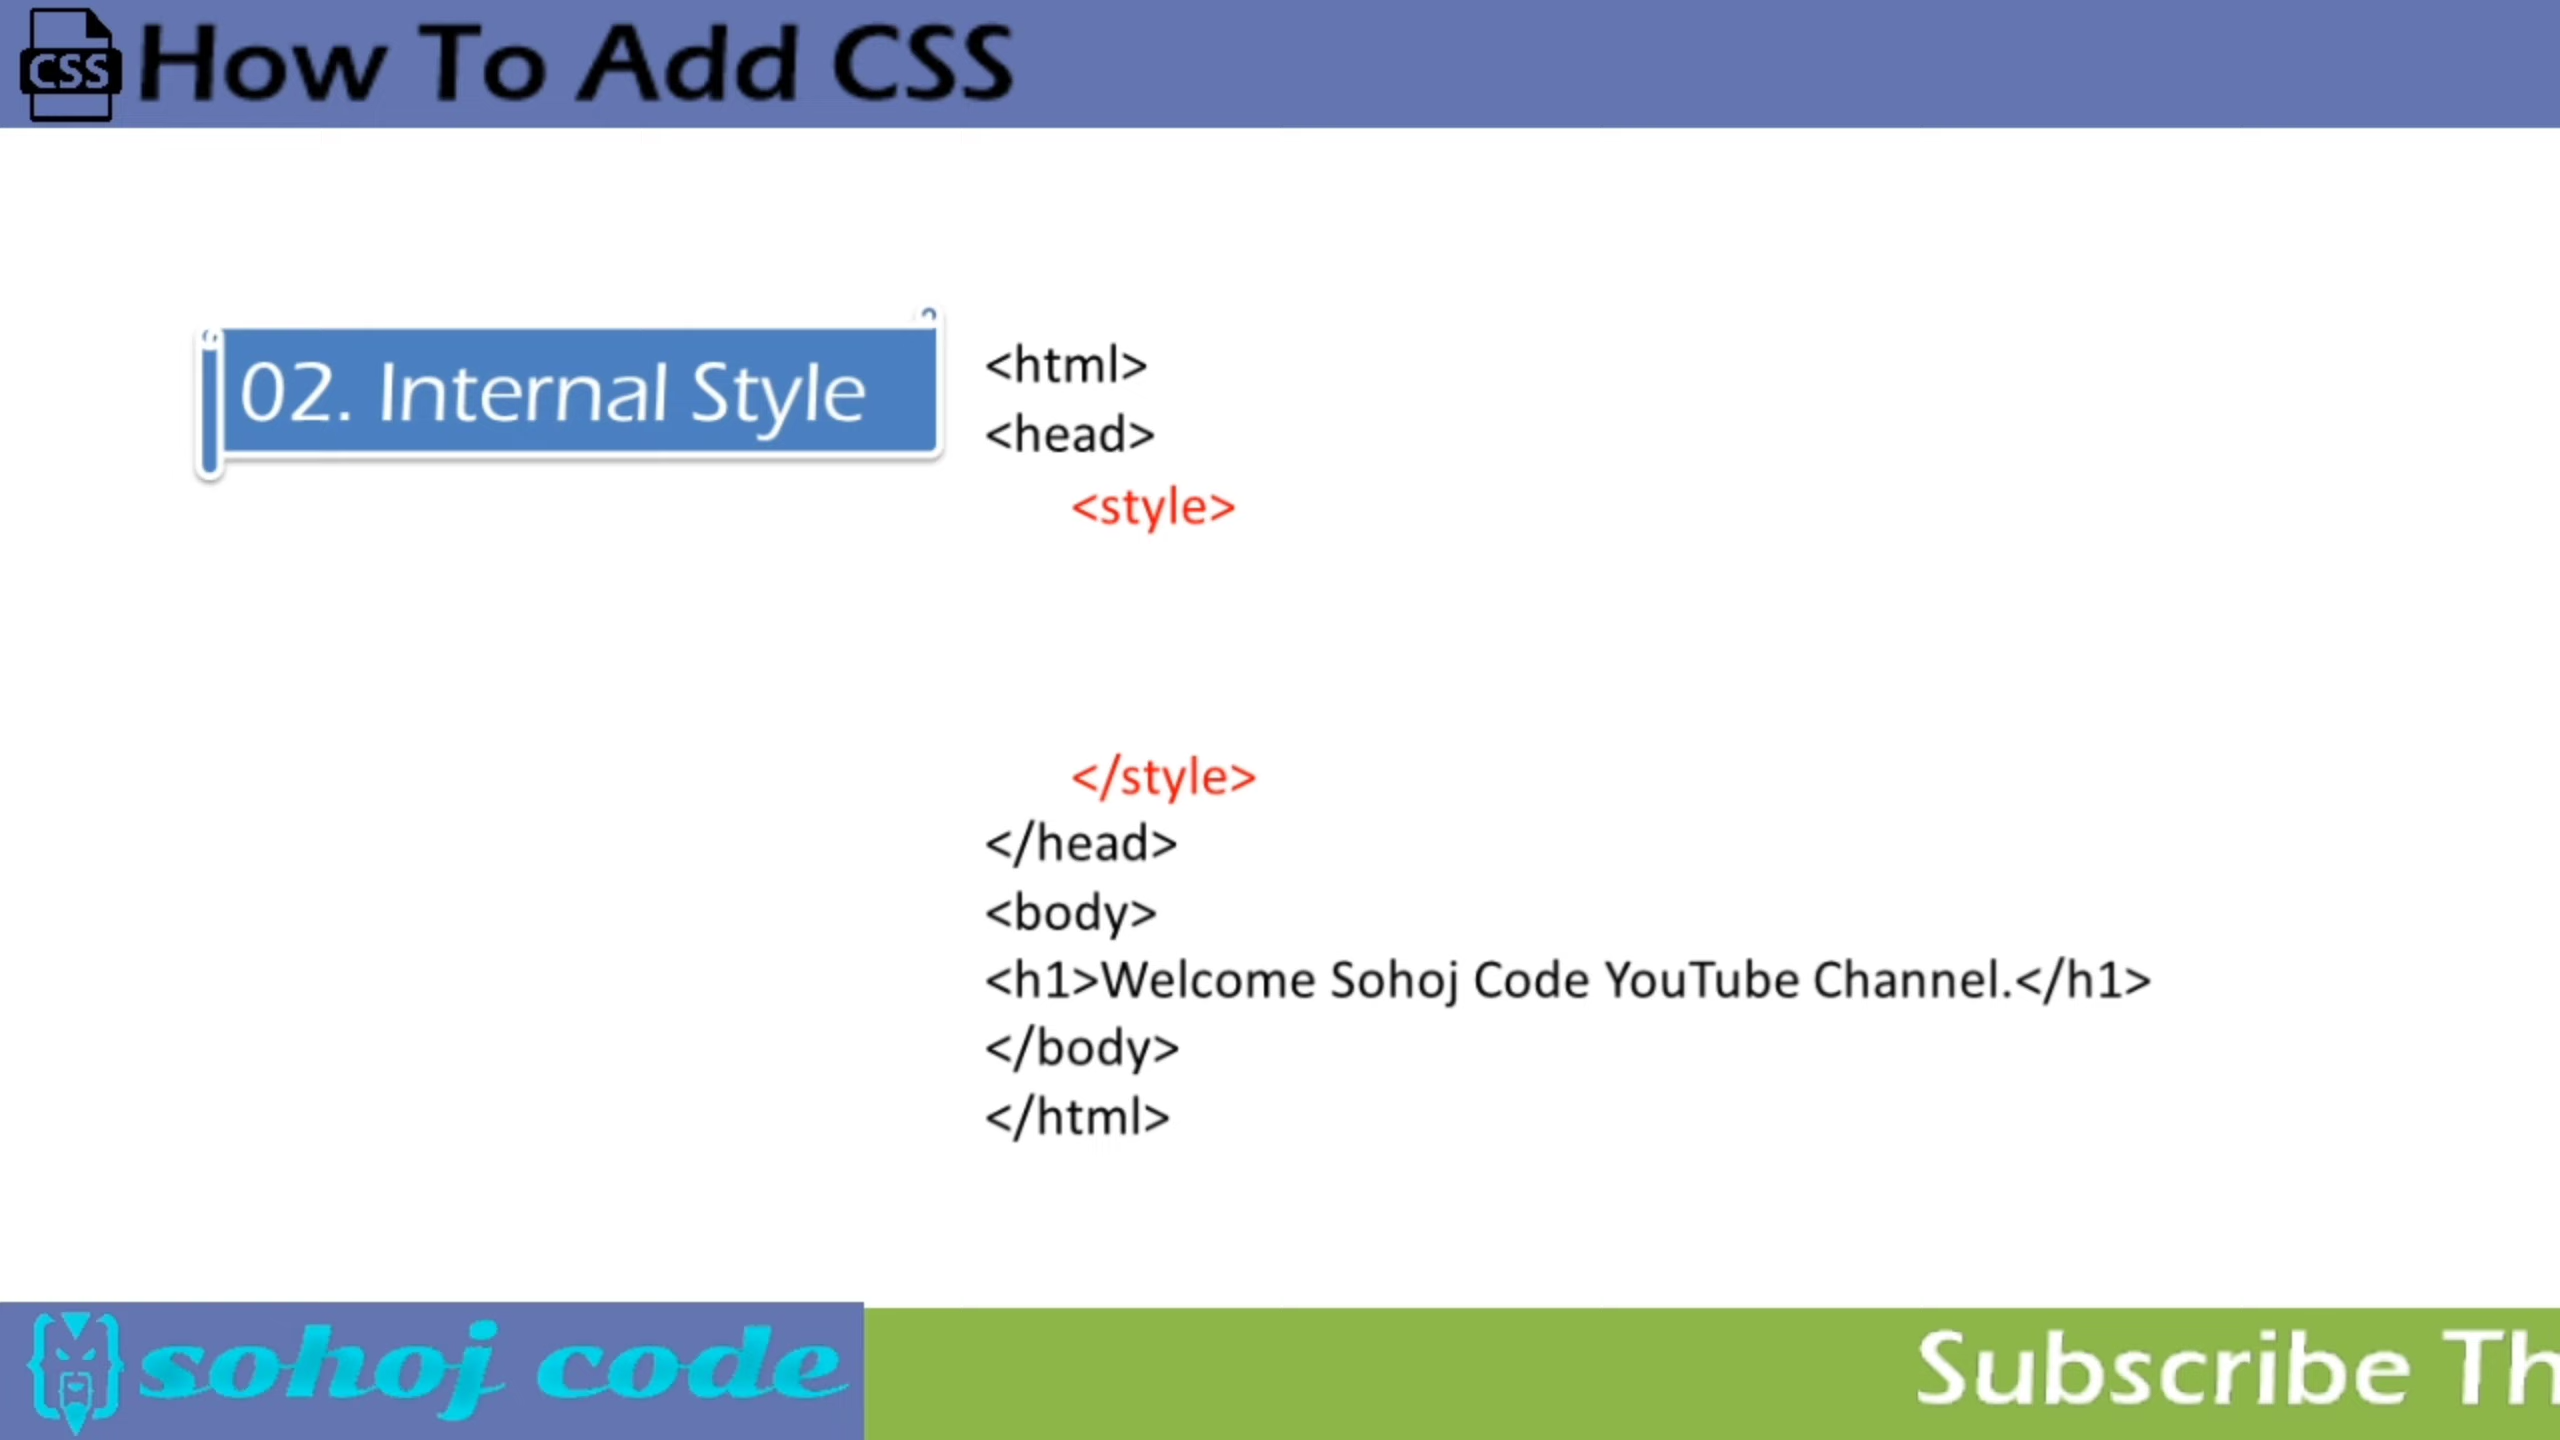 CSS How To Add CSS
02. Internal Style
<html>
<head>
<style>
</style>
</head>
<body>
<h1>Welcome Sohoj Code YouTube Channel.</h1>
</body>
</html>
sohoj code
Subscribe Th